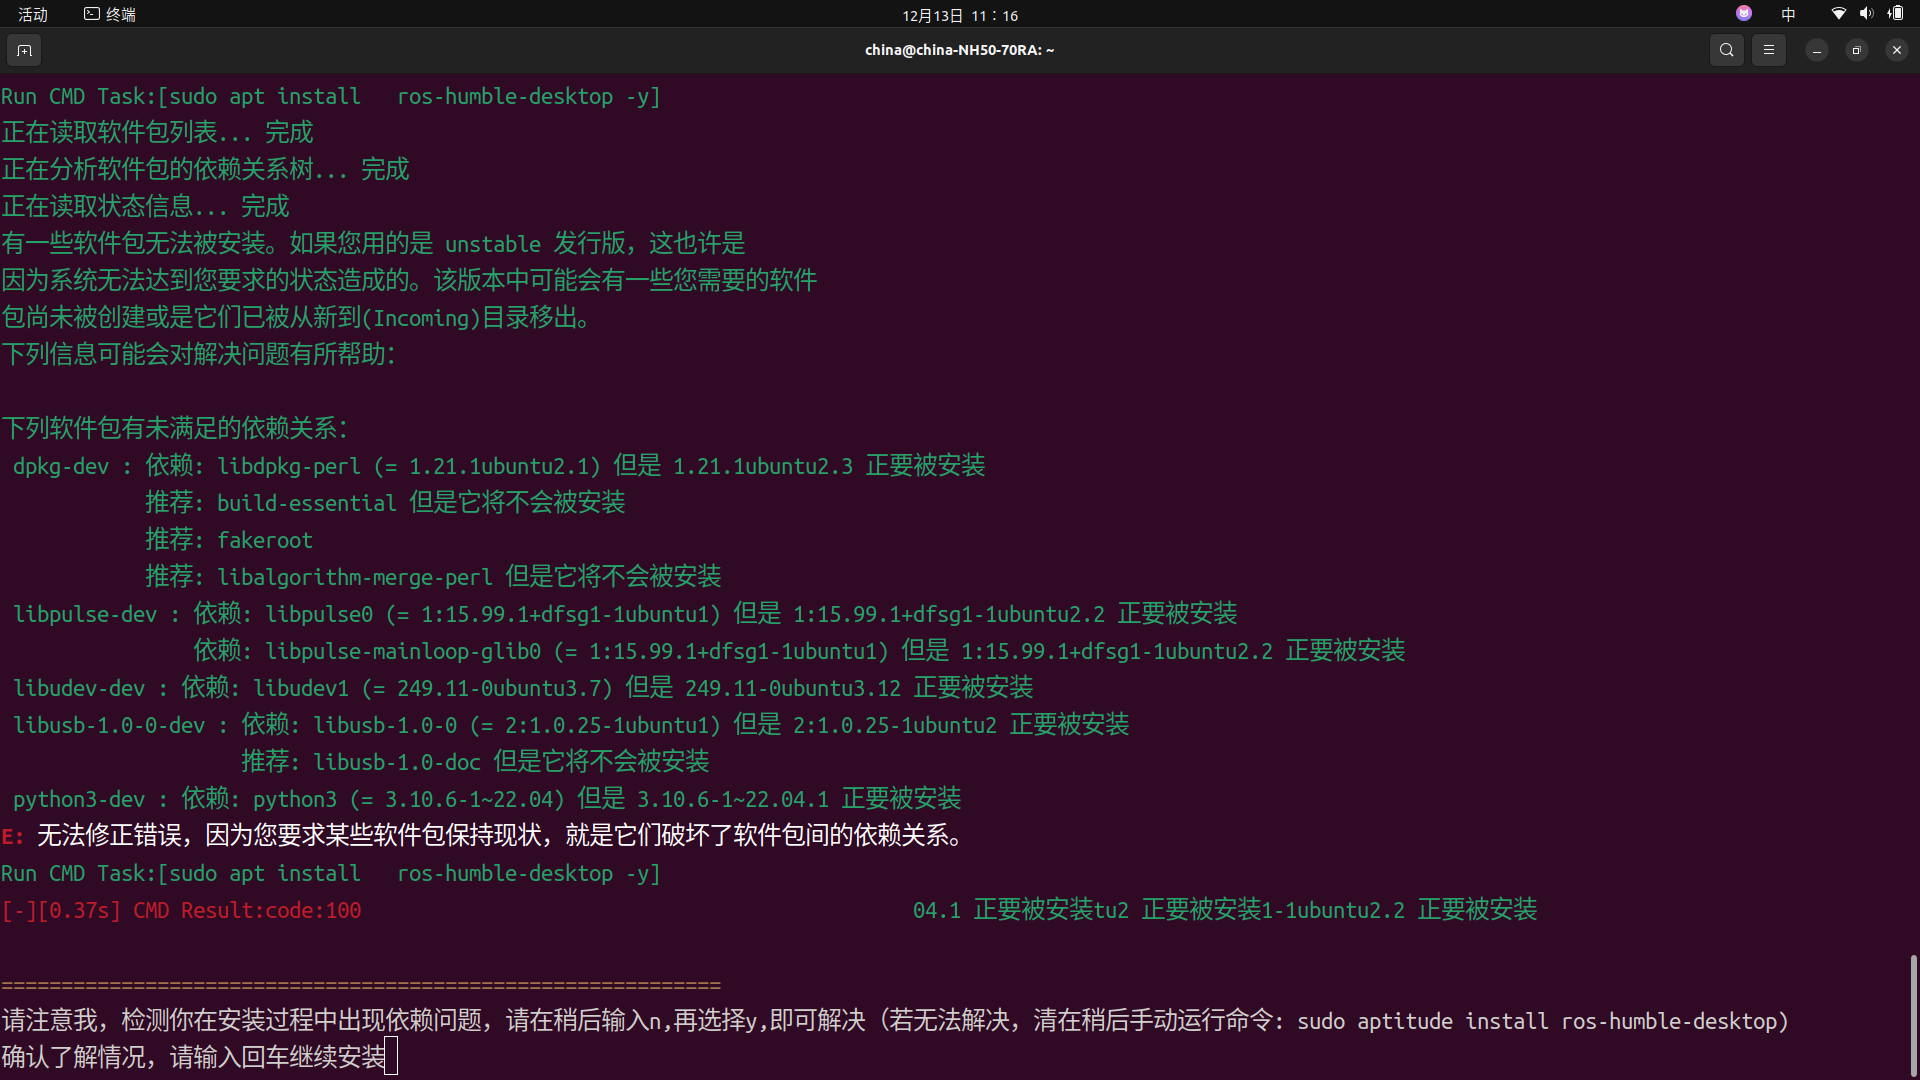 活动 终端 12月13日 11：16 中
china@china-NH50-70RA: ~
Run CMD Task:[sudo apt install   ros-humble-desktop -y]
正在读取软件包列表... 完成
正在分析软件包的依赖关系树... 完成
正在读取状态信息... 完成
有一些软件包无法被安装。如果您用的是 unstable 发行版，这也许是
因为系统无法达到您要求的状态造成的。该版本中可能会有一些您需要的软件
包尚未被创建或是它们已被从新到(Incoming)目录移出。
下列信息可能会对解决问题有所帮助：
下列软件包有未满足的依赖关系：
dpkg-dev : 依赖: libdpkg-perl (= 1.21.1ubuntu2.1) 但是 1.21.1ubuntu2.3 正要被安装
推荐: build-essential 但是它将不会被安装
推荐: fakeroot
推荐: libalgorithm-merge-perl 但是它将不会被安装
libpulse-dev : 依赖: libpulse0 (= 1:15.99.1+dfsg1-1ubuntu1) 但是 1:15.99.1+dfsg1-1ubuntu2.2 正要被安装
依赖: libpulse-mainloop-glib0 (= 1:15.99.1+dfsg1-1ubuntu1) 但是 1:15.99.1+dfsg1-1ubuntu2.2 正要被安装
libudev-dev : 依赖: libudev1 (= 249.11-0ubuntu3.7) 但是 249.11-0ubuntu3.12 正要被安装
libusb-1.0-0-dev : 依赖: libusb-1.0-0 (= 2:1.0.25-1ubuntu1) 但是 2:1.0.25-1ubuntu2 正要被安装
推荐: libusb-1.0-doc 但是它将不会被安装
python3-dev : 依赖: python3 (= 3.10.6-1~22.04) 但是 3.10.6-1~22.04.1 正要被安装
E: 无法修正错误，因为您要求某些软件包保持现状，就是它们破坏了软件包间的依赖关系。
Run CMD Task:[sudo apt install   ros-humble-desktop -y]
[-][0.37s] CMD Result:code:100 04.1 正要被安装tu2 正要被安装1-1ubuntu2.2 正要被安装
============================================================
请注意我，检测你在安装过程中出现依赖问题，请在稍后输入n,再选择y,即可解决（若无法解决，清在稍后手动运行命令: sudo aptitude install ros-humble-desktop)
确认了解情况，请输入回车继续安装